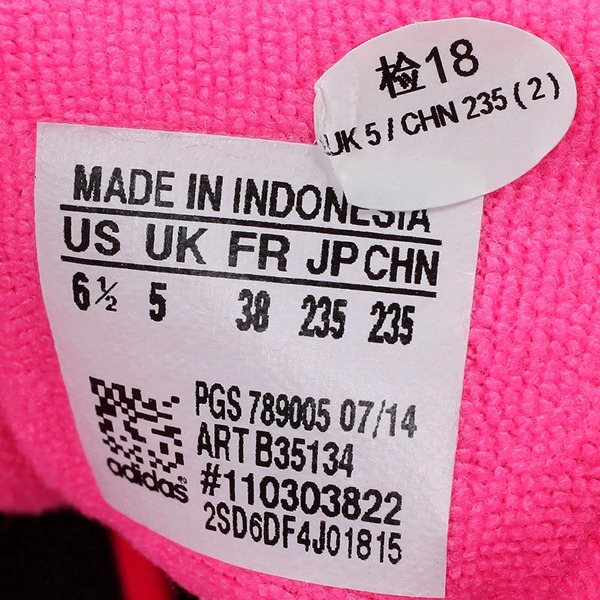 检18
UK 5 / CHN 235 ( 2 )
MADE IN INDONESIA
US UK FR JP CHN
6½ 5 38 235 235
PGS 789005 07/14
ART B35134
#110303822
2SD6DF4J01815
adidas®